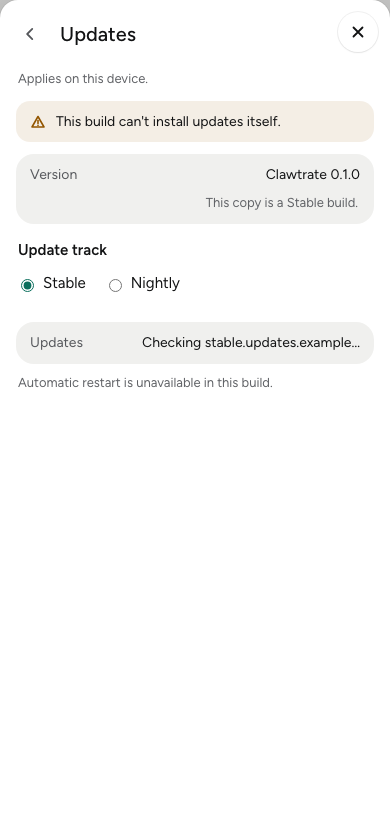 Updates
Applies on this device.
This build can't install updates itself.
Version Clawtrate 0.1.0
This copy is a Stable build.
Update track
Stable Nightly
Updates Checking stable.updates.example…
Automatic restart is unavailable in this build.